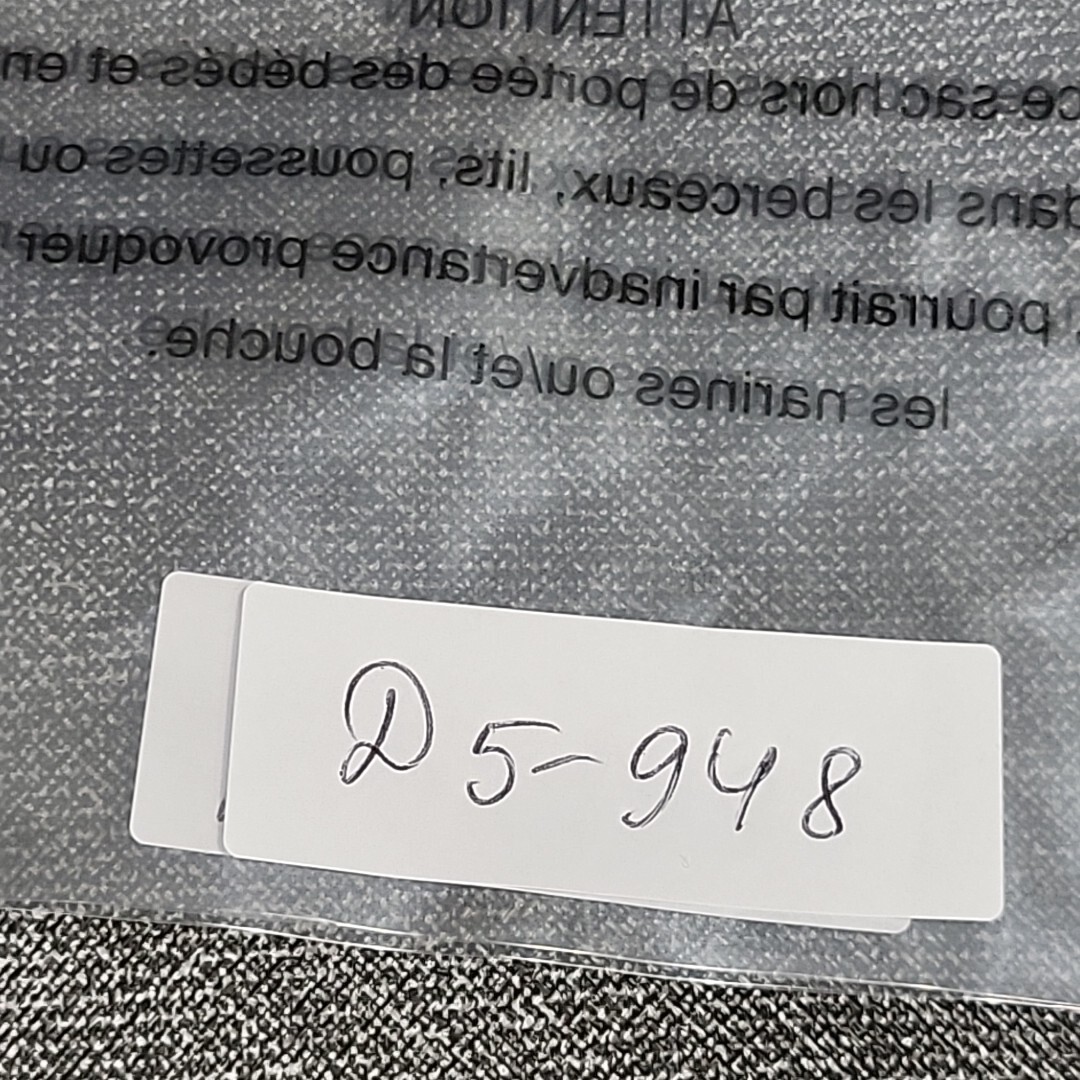 ATTENTION
ce sac hors de portée des bébés et en
dans les berceaux, lits, poussettes ou
pourrait par inadvertance provoquer
les narines ou/et la bouche.
D5-948